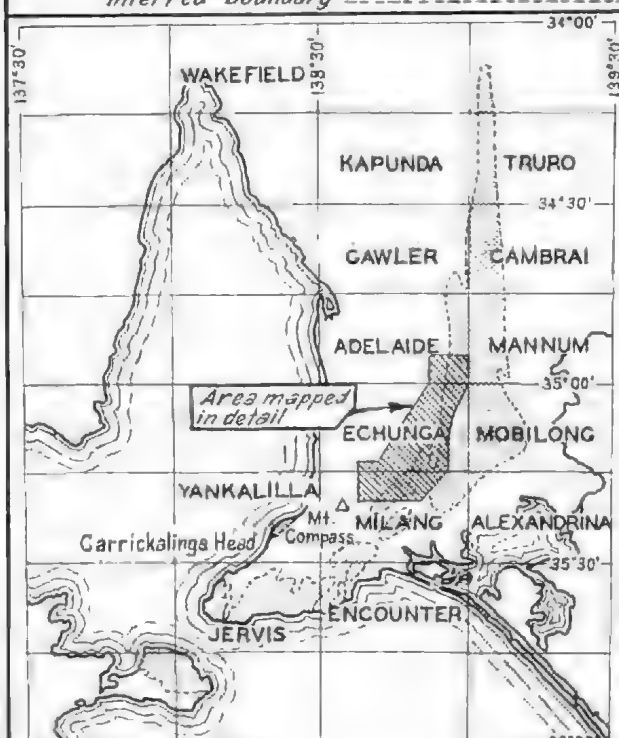 Inferred Boundary
34°00'
137°30'
138°30'
139°30'
WAKEFIELD
KAPUNDA
TRURO
34°30'
GAWLER
CAMBRAI
ADELAIDE
MANNUM
35°00'
Area mapped
in detail
ECHUNGA
MOBILONG
YANKALILLA
Mt.
Compass
MILANG
ALEXANDRINA
Carrickalinga Head
35°30'
ENCOUNTER
JERVIS